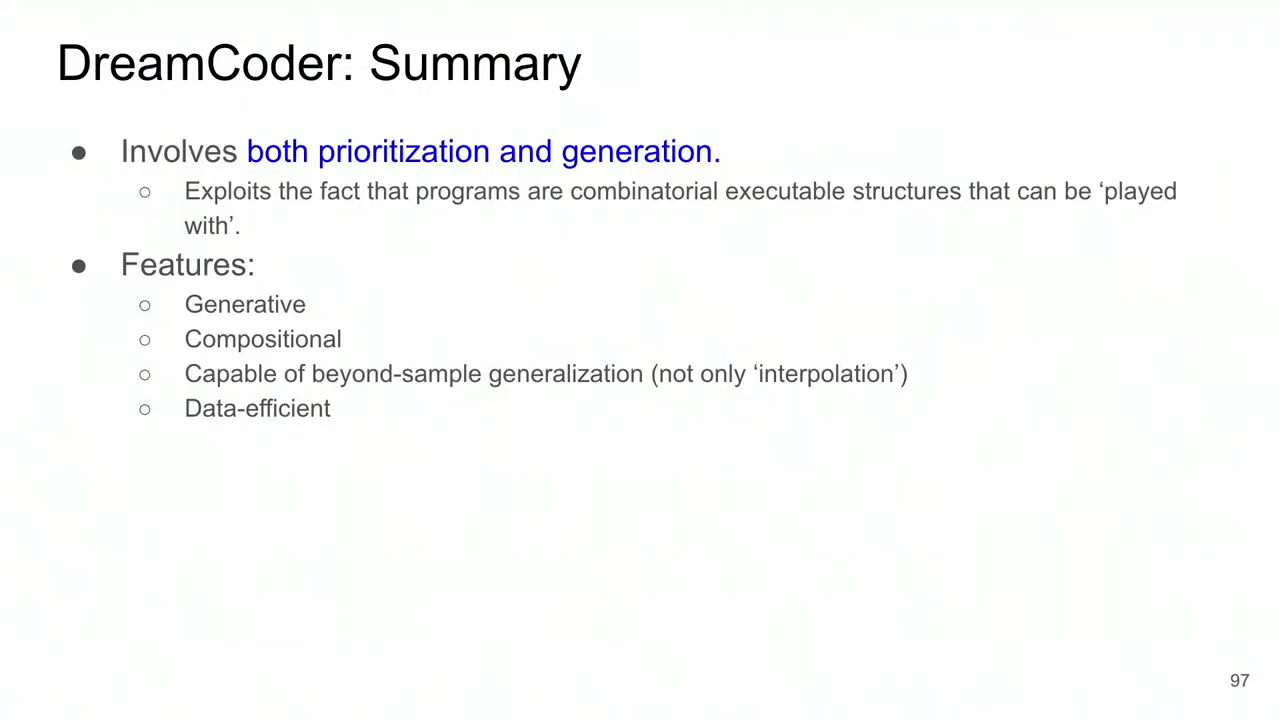 DreamCoder: Summary
● Involves both prioritization and generation.
○ Exploits the fact that programs are combinatorial executable structures that can be ‘played
with’.
● Features:
○ Generative
○ Compositional
○ Capable of beyond-sample generalization (not only ‘interpolation’)
○ Data-efficient
97